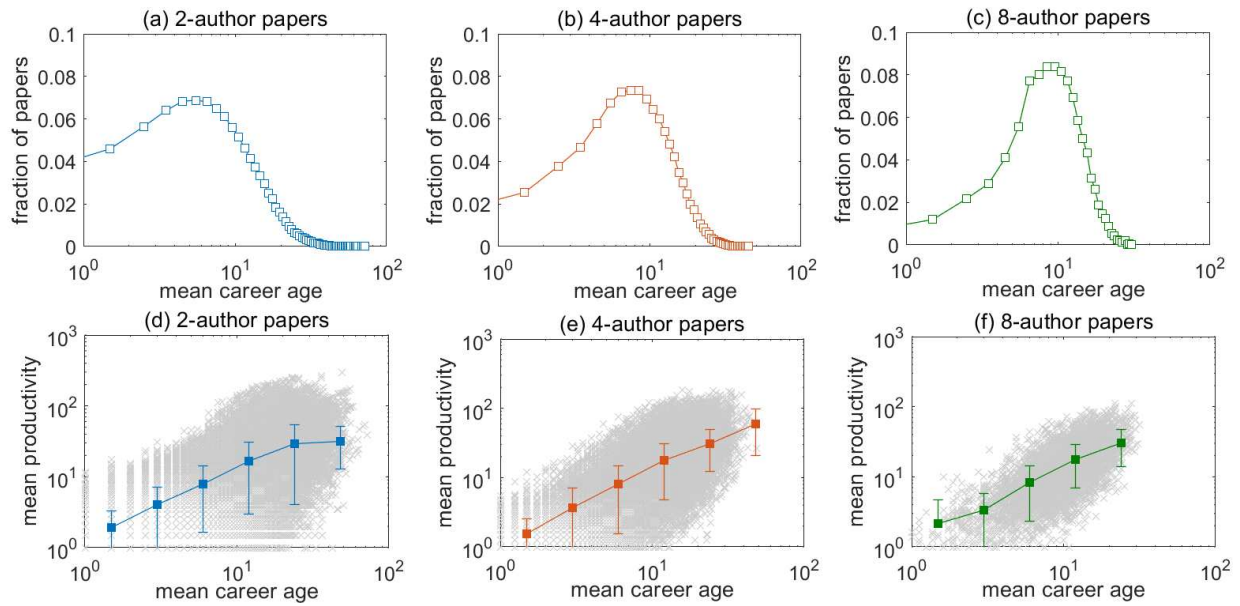 (a) 2-author papers
(b) 4-author papers
(c) 8-author papers
fraction of papers
0.1
0.08
0.06
0.04
0.02
0
10^0
10^1
10^2
mean career age
fraction of papers
0.1
0.08
0.06
0.04
0.02
0
10^0
10^1
10^2
mean career age
fraction of papers
0.1
0.08
0.06
0.04
0.02
0
10^0
10^1
10^2
mean career age
(d) 2-author papers
(e) 4-author papers
(f) 8-author papers
mean productivity
10^3
10^2
10^1
10^0
10^0
10^1
10^2
mean career age
mean productivity
10^3
10^2
10^1
10^0
10^0
10^1
10^2
mean career age
mean productivity
10^3
10^2
10^1
10^0
10^0
10^1
10^2
mean career age